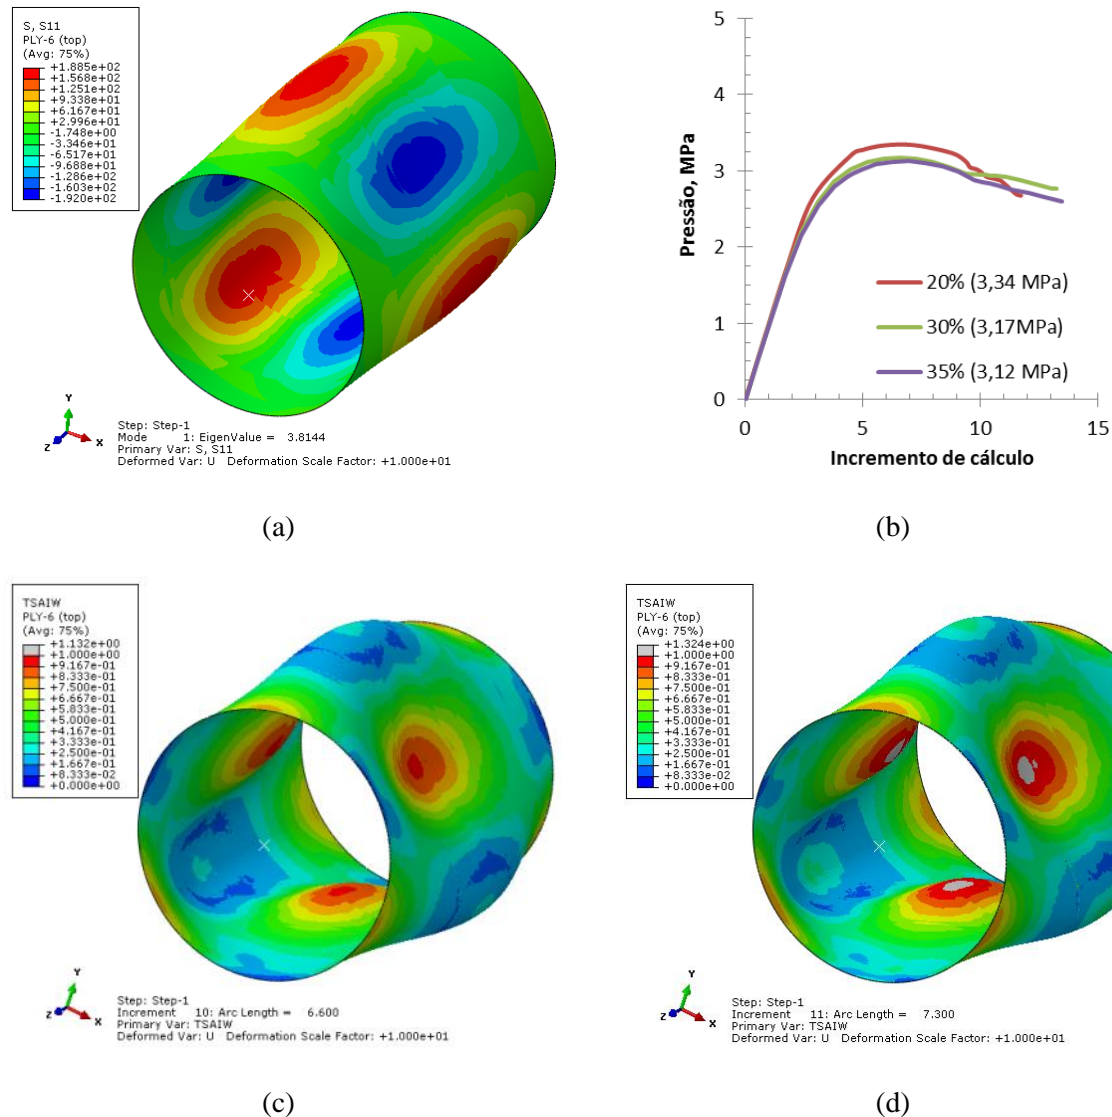 S, S11
PLY-6 (top)
(Avg: 75%)
+1.885e+02
+1.568e+02
+1.251e+02
+9.338e+01
+6.167e+01
+2.996e+01
-1.748e+00
-3.346e+01
-6.517e+01
-9.688e+01
-1.286e+02
-1.603e+02
-1.920e+02
Y
Z X
Step: Step-1
Mode 1: EigenValue = 3.8144
Primary Var: S, S11
Deformed Var: U Deformation Scale Factor: +1.000e+01
(a)
5
4
3
2
1
0
Pressão, MPa
20% (3,34 MPa)
30% (3,17MPa)
35% (3,12 MPa)
0 5 10 15
Incremento de cálculo
(b)
TSAIW
PLY-6 (top)
(Avg: 75%)
+1.132e+00
+1.000e+00
+9.167e-01
+8.333e-01
+7.500e-01
+6.667e-01
+5.833e-01
+5.000e-01
+4.167e-01
+3.333e-01
+2.500e-01
+1.667e-01
+8.333e-02
+0.000e+00
Y
Z X
Step: Step-1
Increment 10: Arc Length = 6.600
Primary Var: TSAIW
Deformed Var: U Deformation Scale Factor: +1.000e+01
(c)
TSAIW
PLY-6 (top)
(Avg: 75%)
+1.324e+00
+1.000e+00
+9.167e-01
+8.333e-01
+7.500e-01
+6.667e-01
+5.833e-01
+5.000e-01
+4.167e-01
+3.333e-01
+2.500e-01
+1.667e-01
+8.333e-02
+0.000e+00
Y
Z X
Step: Step-1
Increment 11: Arc Length = 7.300
Primary Var: TSAIW
Deformed Var: U Deformation Scale Factor: +1.000e+01
(d)